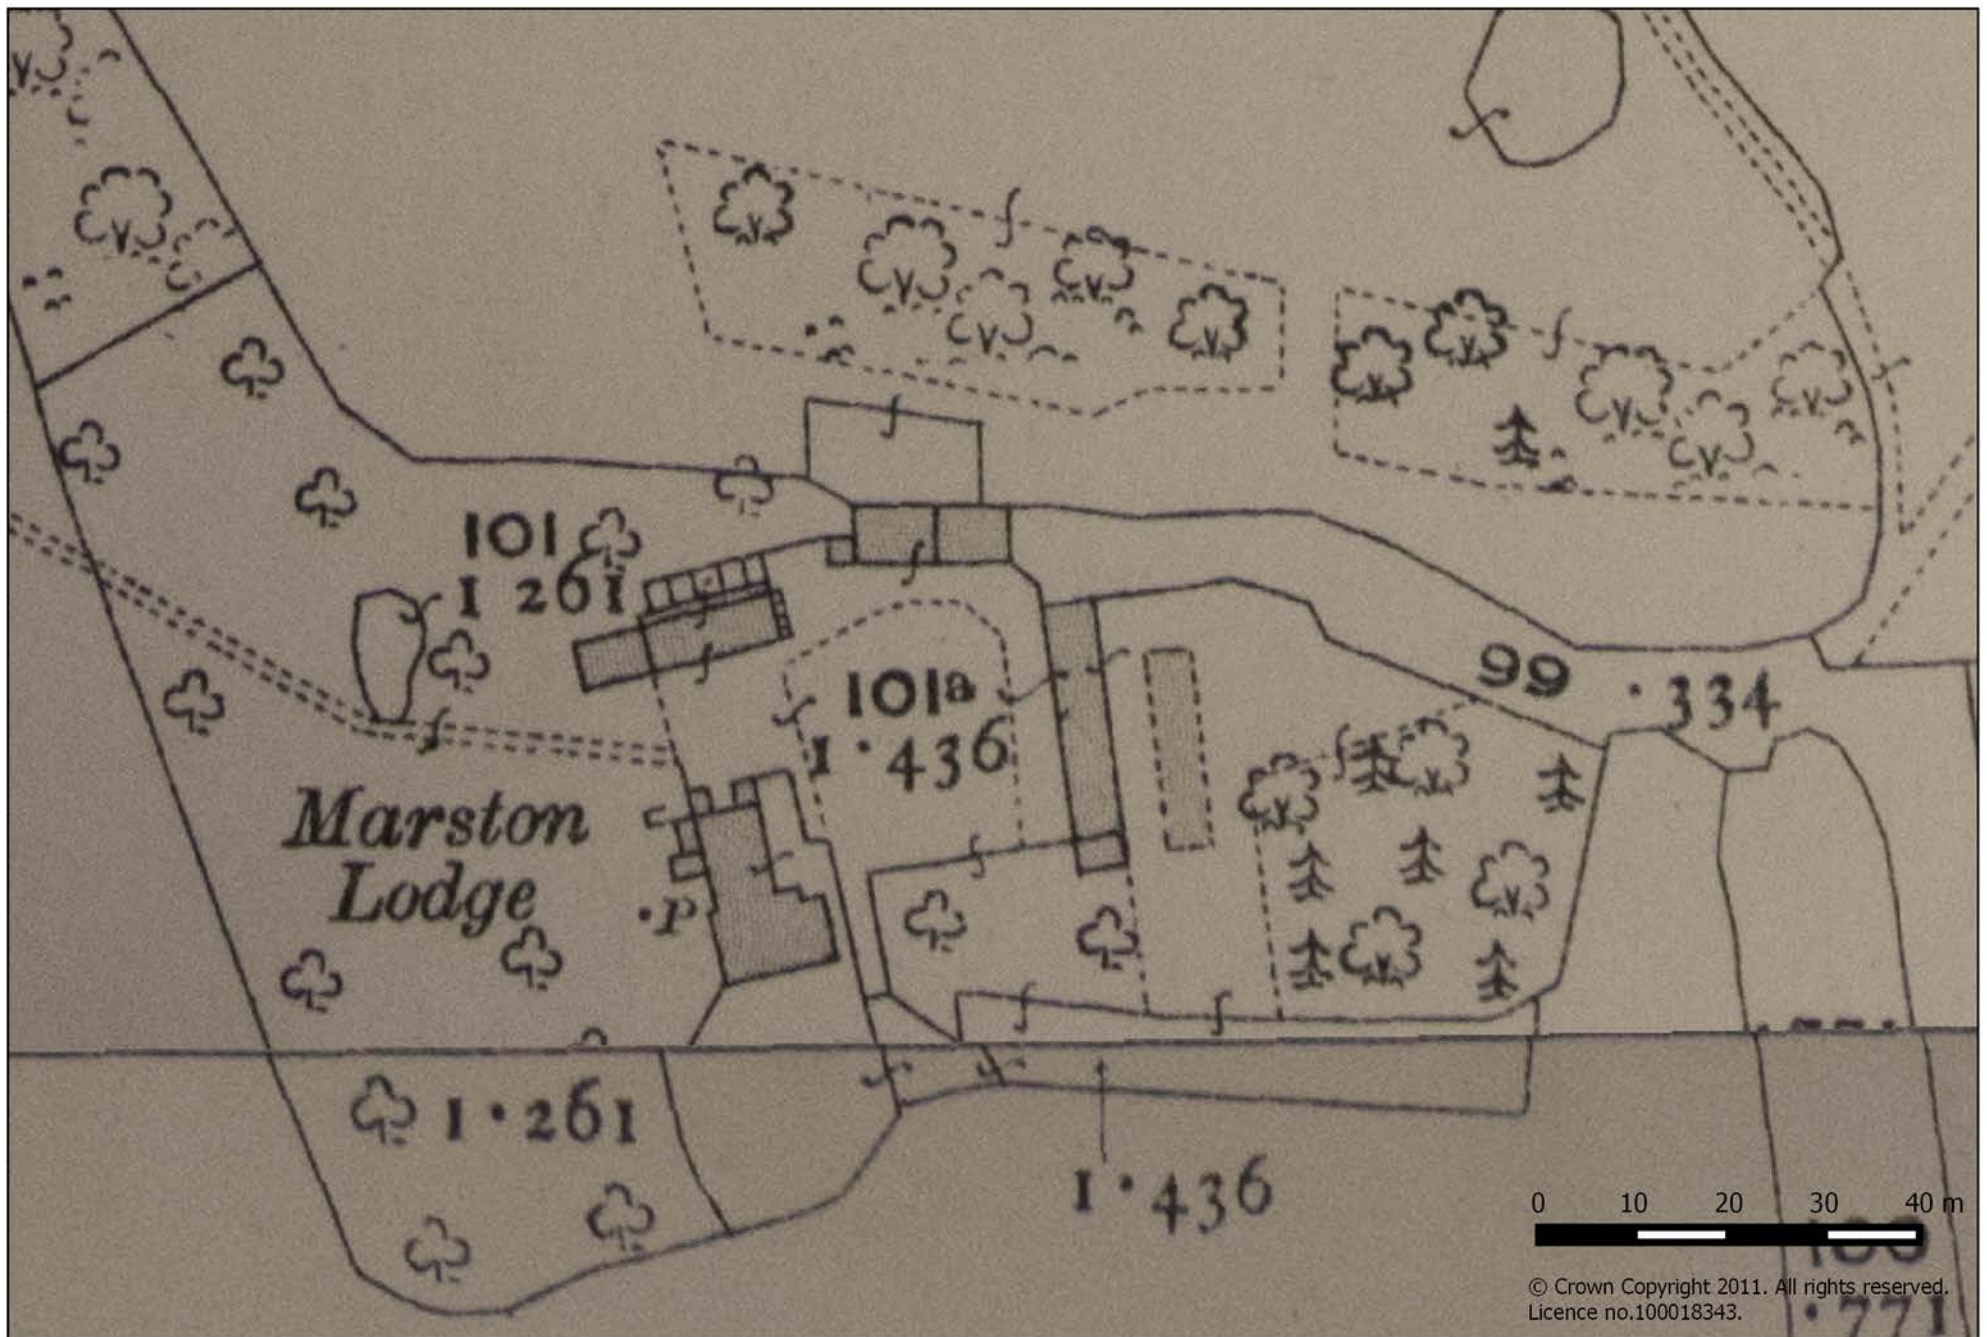 101
1 261
101a
1·436
99 ·334
Marston
Lodge
.P
1·261
1·436
0 10 20 30 40 m
100
·771
© Crown Copyright 2011. All rights reserved.
Licence no.100018343.